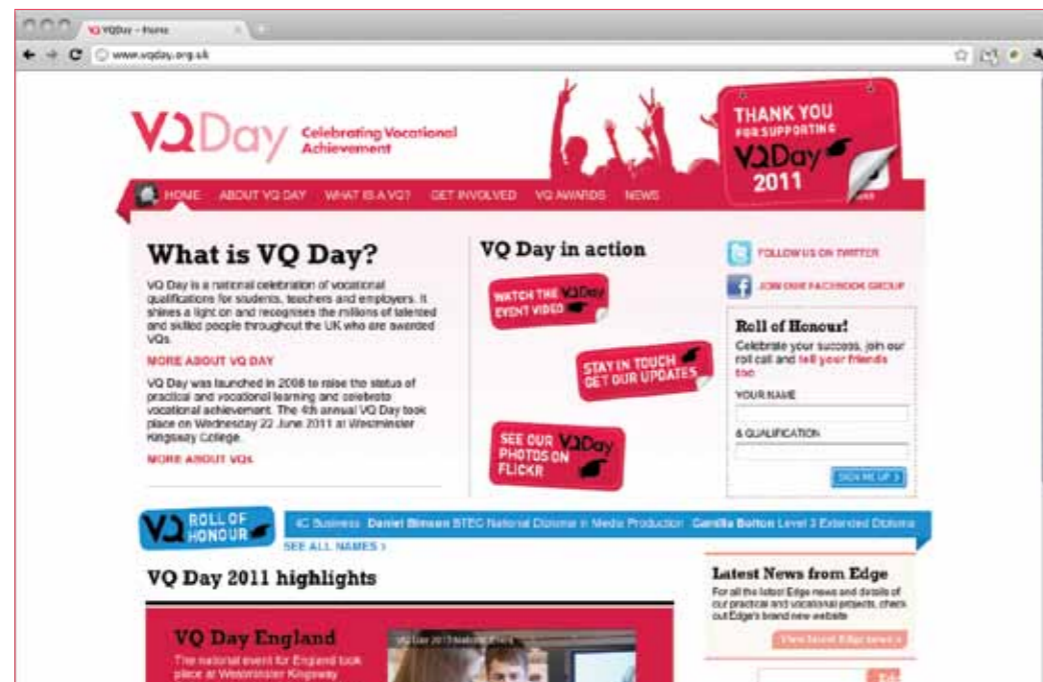 VQDay - Home
www.vqday.org.uk
VQDay
Celebrating Vocational
Achievement
THANK YOU
FOR SUPPORTING
VQDay
2011
HOME ABOUT VQ DAY WHAT IS A VQ? GET INVOLVED VQ AWARDS NEWS
What is VQ Day?
VQ Day is a national celebration of vocational
qualifications for students, teachers and employers. It
shines a light on and recognises the millions of talented
and skilled people throughout the UK who are awarded
VQs.
MORE ABOUT VQ DAY
VQ Day was launched in 2008 to raise the status of
practical and vocational learning and celebrate
vocational achievement. The 4th annual VQ Day took
place on Wednesday 22 June 2011 at Westminster
Kingsway College.
MORE ABOUT VQs
VQ Day in action
WATCH THE VQDay
EVENT VIDEO
STAY IN TOUCH
GET OUR UPDATES
SEE OUR VQDay
PHOTOS ON
FLICKR
FOLLOW US ON TWITTER
JOIN OUR FACEBOOK GROUP
Roll of Honour!
Celebrate your success, join our
roll call and tell your friends
too
YOUR NAME
& QUALIFICATION
SIGN ME UP >
VQ ROLL OF
HONOUR
4C Business Daniel Bimson BTEC National Diploma in Media Production Camilla Bolton Level 3 Extended Diploma
SEE ALL NAMES >
VQ Day 2011 highlights
VQ Day England
The national event for England took
place at Westminster Kingsway
Latest News from Edge
For all the latest Edge news and details of
our practical and vocational projects, check
out Edge's brand new website
View latest Edge news >